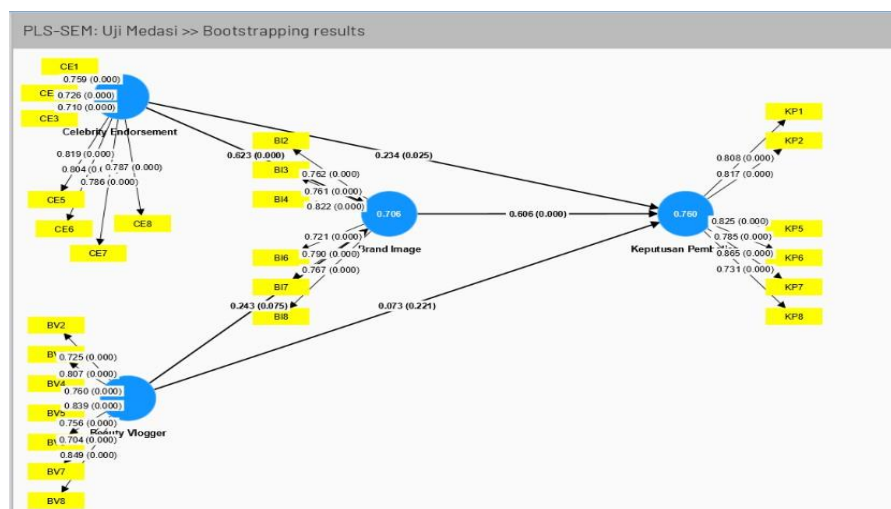 PLS-SEM: Uji Medasi >> Bootstrapping results
CE1
0.759 (0.000)
CE
0.726 (0.000)
0.710 (0.000)
CE3
Celebrity Endorsement
0.819 (0.000)
0.804
0.787 (0.000)
0.786 (0.000)
CE5
CE6
CE7
CE8
0.623 (0.000)
0.234 (0.025)
BI2
BI3
BI4
0.762 (0.000)
0.761 (0.000)
0.822 (0.000)
0.706
Brand Image
0.606 (0.000)
0.721 (0.000)
0.790 (0.000)
0.767 (0.000)
BI6
BI7
BI8
0.243 (0.075)
0.073 (0.221)
KP1
KP2
0.808 (0.000)
0.817 (0.000)
0.760
Keputusan
0.825 (0.000)
0.785 (0.000)
0.865 (0.000)
0.731 (0.000)
KP5
KP6
KP7
KP8
BV2
0.725 (0.000)
0.807 (0.000)
BV4
0.760 (0.000)
0.839 (0.000)
BV5
0.756 (0.000)
Beauty Vlogger
0.704 (0.000)
0.849 (0.000)
BV7
BV8